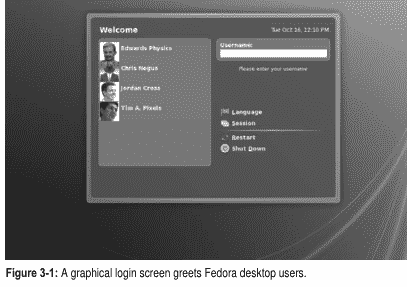 Welcome
Sat Oct 16, 12:10 PM
Edwards Physics
Chris Negus
Jordan Cross
Tim A. Pixels
Username:
Please enter your username
Language
Session
Restart
Shut Down
Figure 3-1: A graphical login screen greets Fedora desktop users.